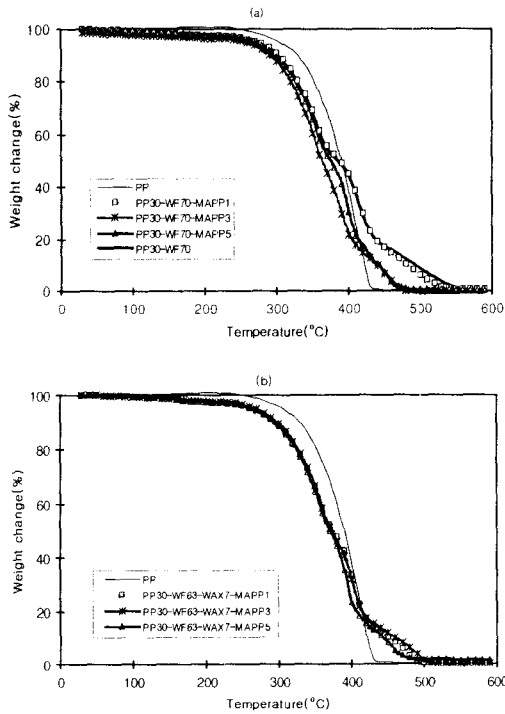 (a)
Weight change(%)
100
80
60
40
20
0
PP
PP30-WF70-MAPP1
PP30-WF70-MAPP3
PP30-WF70-MAPP5
PP30-WF70
0 100 200 300 400 500 600
Temperature(°C)
(b)
Weight change(%)
100
80
60
40
20
0
PP
PP30-WF63-WAX7-MAPP1
PP30-WF63-WAX7-MAPP3
PP30-WF63-WAX7-MAPP5
0 100 200 300 400 500 600
Temperature(°C)